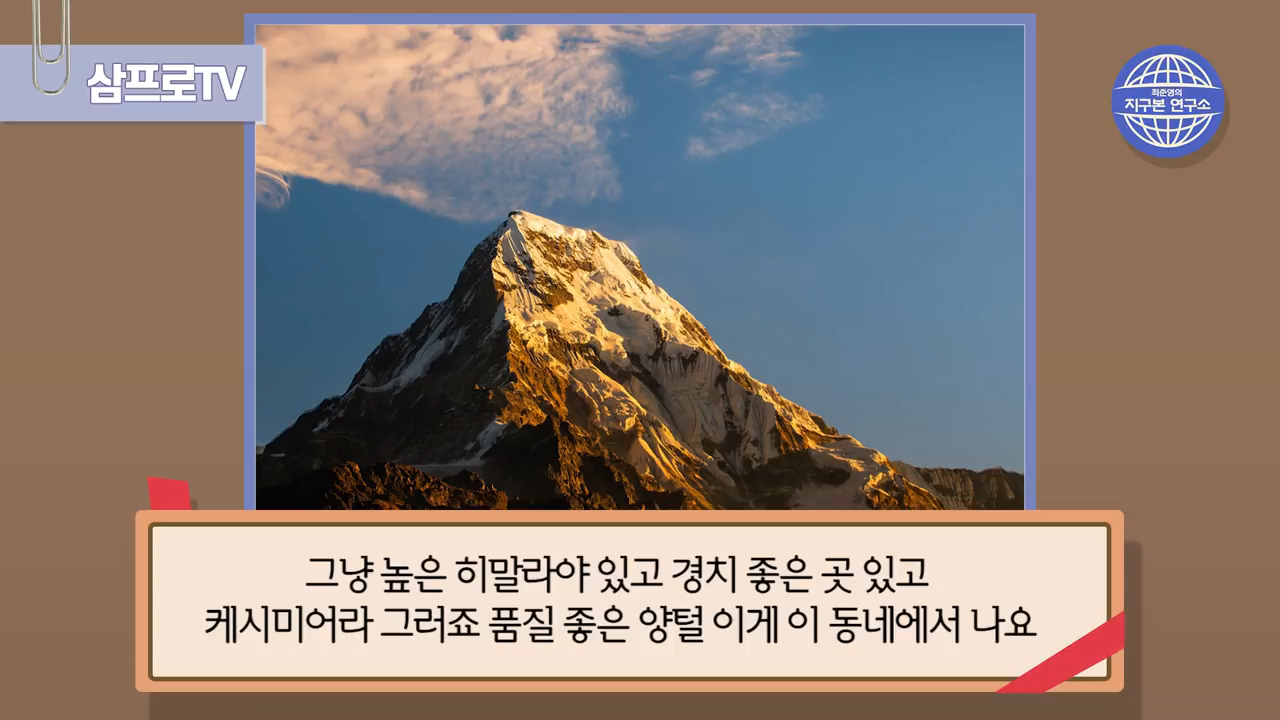 삼프로TV
최준영의
지구본 연구소
그냥 높은 히말라야 있고 경치 좋은 곳 있고
케시미어라 그러죠 품질 좋은 양털 이게 이 동네에서 나요